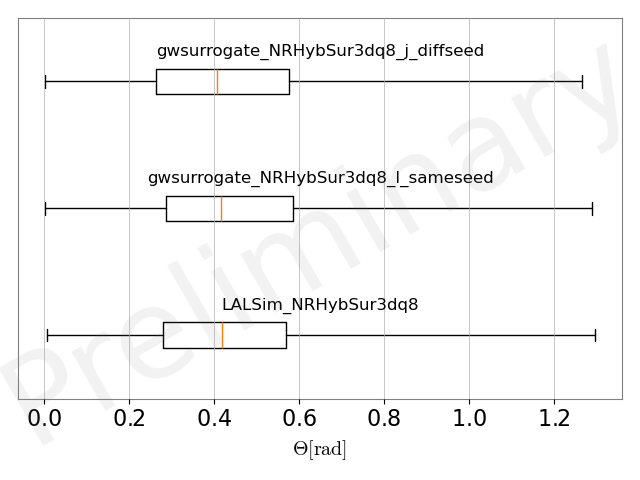 gwsurrogate_NRHybSur3dq8_j_diffseed
gwsurrogate_NRHybSur3dq8_l_sameseed
LALSim_NRHybSur3dq8
Preliminary
0.0 0.2 0.4 0.6 0.8 1.0 1.2
Θ[rad]